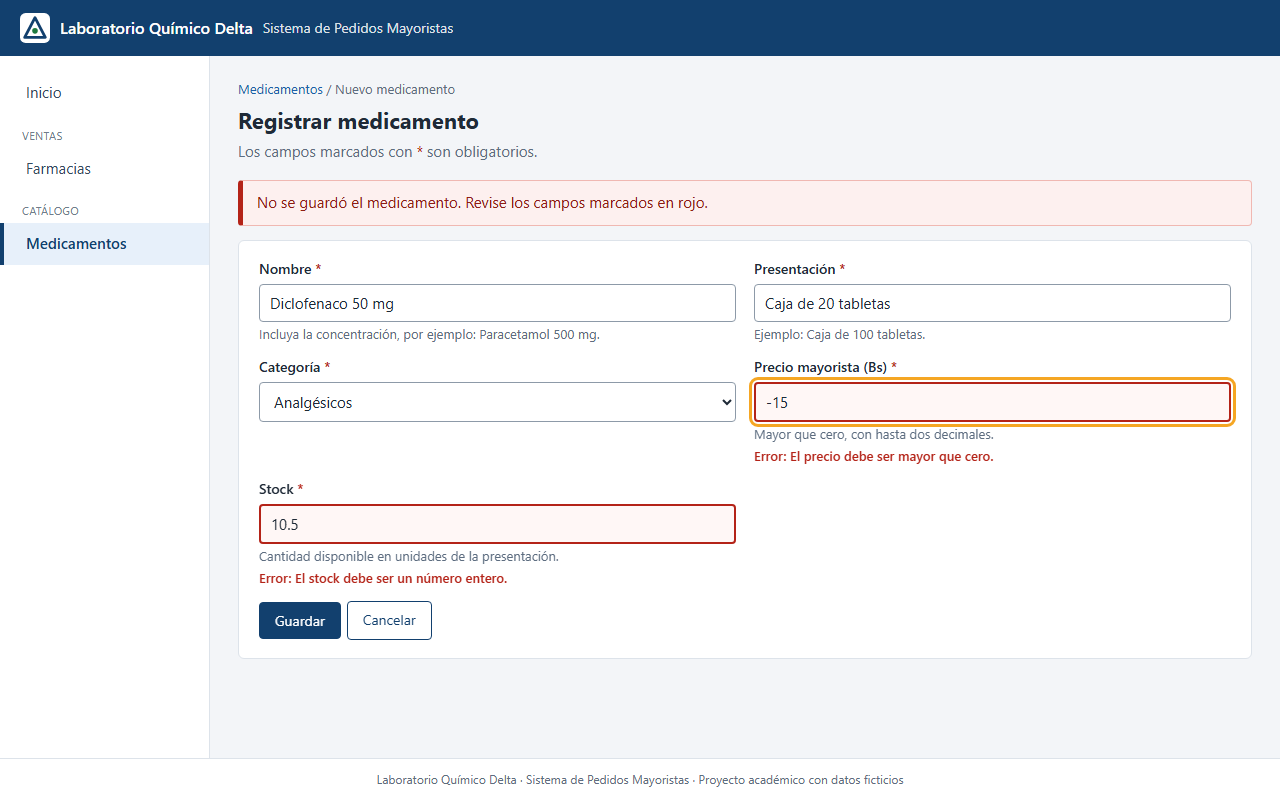 Laboratorio Químico Delta Sistema de Pedidos Mayoristas
Inicio
VENTAS
Farmacias
CATÁLOGO
Medicamentos
Medicamentos / Nuevo medicamento
Registrar medicamento
Los campos marcados con * son obligatorios.
No se guardó el medicamento. Revise los campos marcados en rojo.
Nombre *
Diclofenaco 50 mg
Incluya la concentración, por ejemplo: Paracetamol 500 mg.
Presentación *
Caja de 20 tabletas
Ejemplo: Caja de 100 tabletas.
Categoría *
Analgésicos
Precio mayorista (Bs) *
-15
Mayor que cero, con hasta dos decimales.
Error: El precio debe ser mayor que cero.
Stock *
10.5
Cantidad disponible en unidades de la presentación.
Error: El stock debe ser un número entero.
Guardar
Cancelar
Laboratorio Químico Delta · Sistema de Pedidos Mayoristas · Proyecto académico con datos ficticios